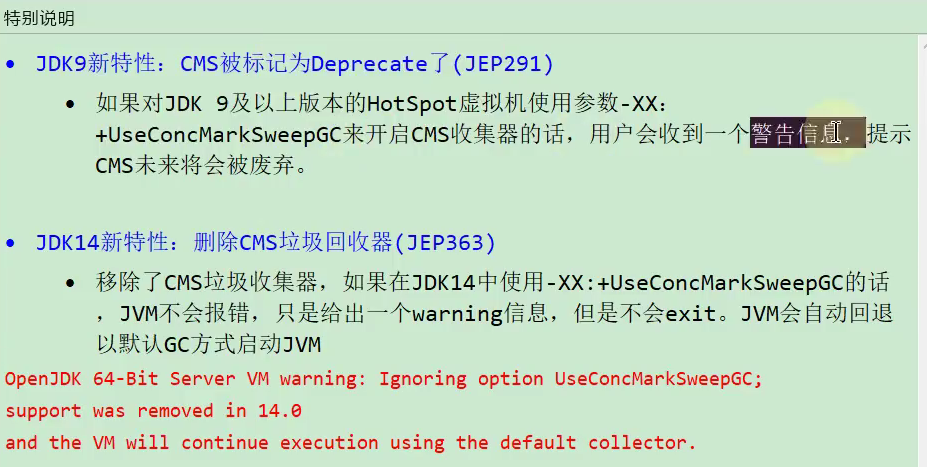 特别说明
• JDK9新特性：CMS被标记为Deprecate了(JEP291)
• 如果对JDK 9及以上版本的HotSpot虚拟机使用参数-XX：
+UseConcMarkSweepGC来开启CMS收集器的话，用户会收到一个警告信息，提示
CMS未来将会被废弃。
• JDK14新特性：删除CMS垃圾回收器(JEP363)
• 移除了CMS垃圾收集器，如果在JDK14中使用-XX:+UseConcMarkSweepGC的话
，JVM不会报错，只是给出一个warning信息，但是不会exit。JVM会自动回退
以默认GC方式启动JVM
OpenJDK 64-Bit Server VM warning: Ignoring option UseConcMarkSweepGC;
support was removed in 14.0
and the VM will continue execution using the default collector.